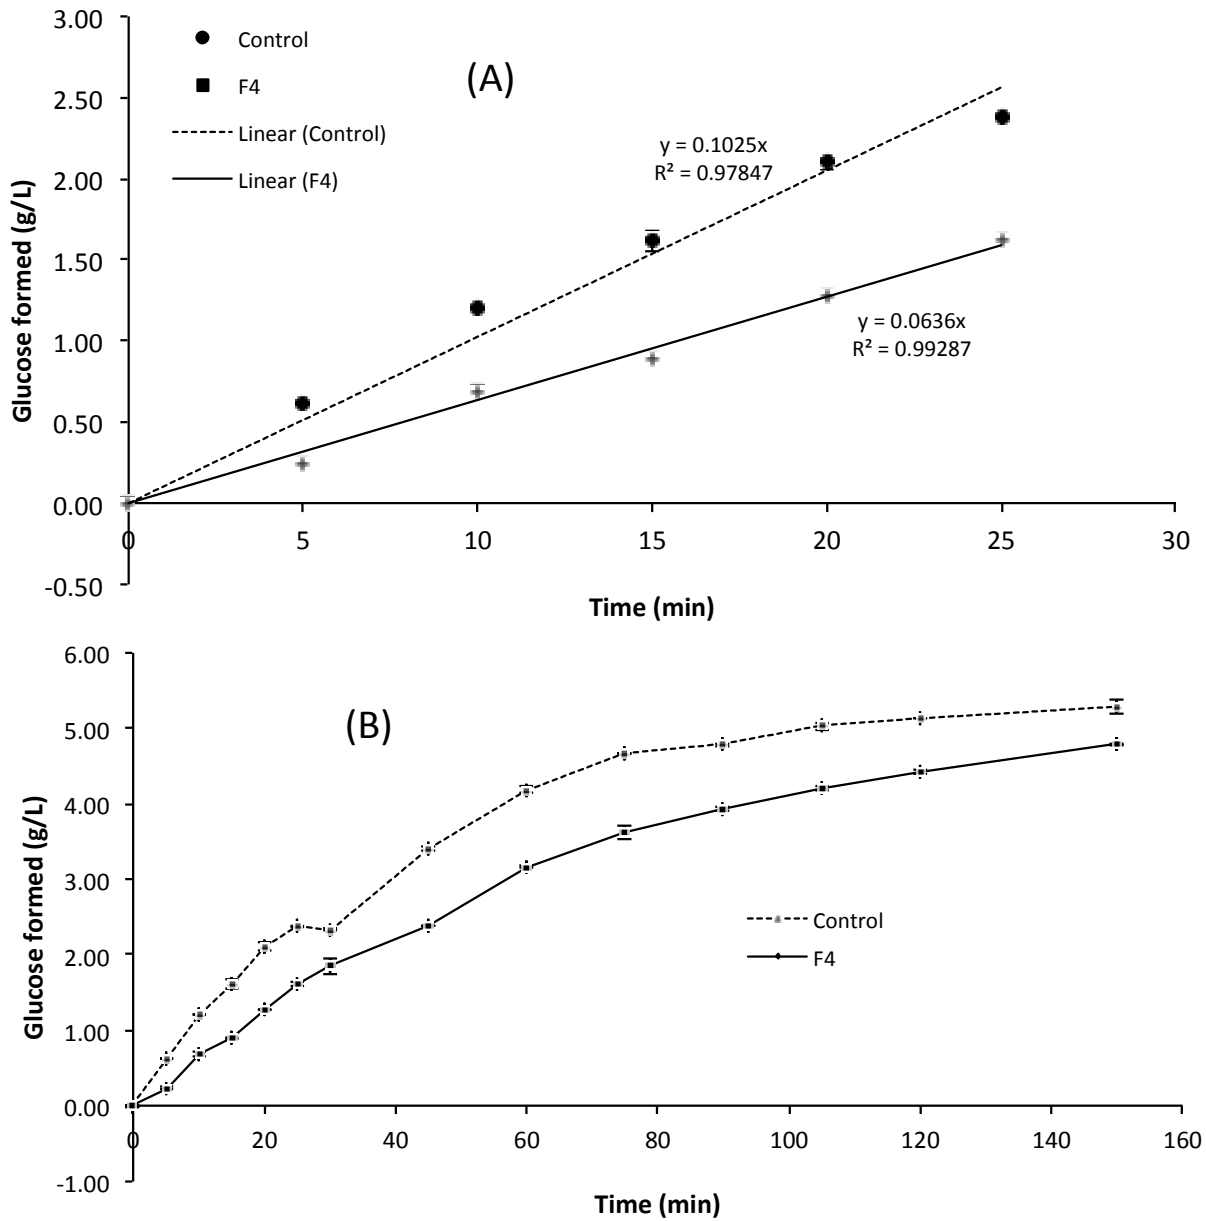 3.00
2.50
2.00
1.50
1.00
0.50
0.00
-0.50
Glucose formed (g/L)
Control
F4
Linear (Control)
Linear (F4)
(A)
y = 0.1025x
R² = 0.97847
y = 0.0636x
R² = 0.99287
0 5 10 15 20 25 30
Time (min)
6.00
5.00
4.00
3.00
2.00
1.00
0.00
-1.00
Glucose formed (g/L)
(B)
Control
F4
0 20 40 60 80 100 120 140 160
Time (min)